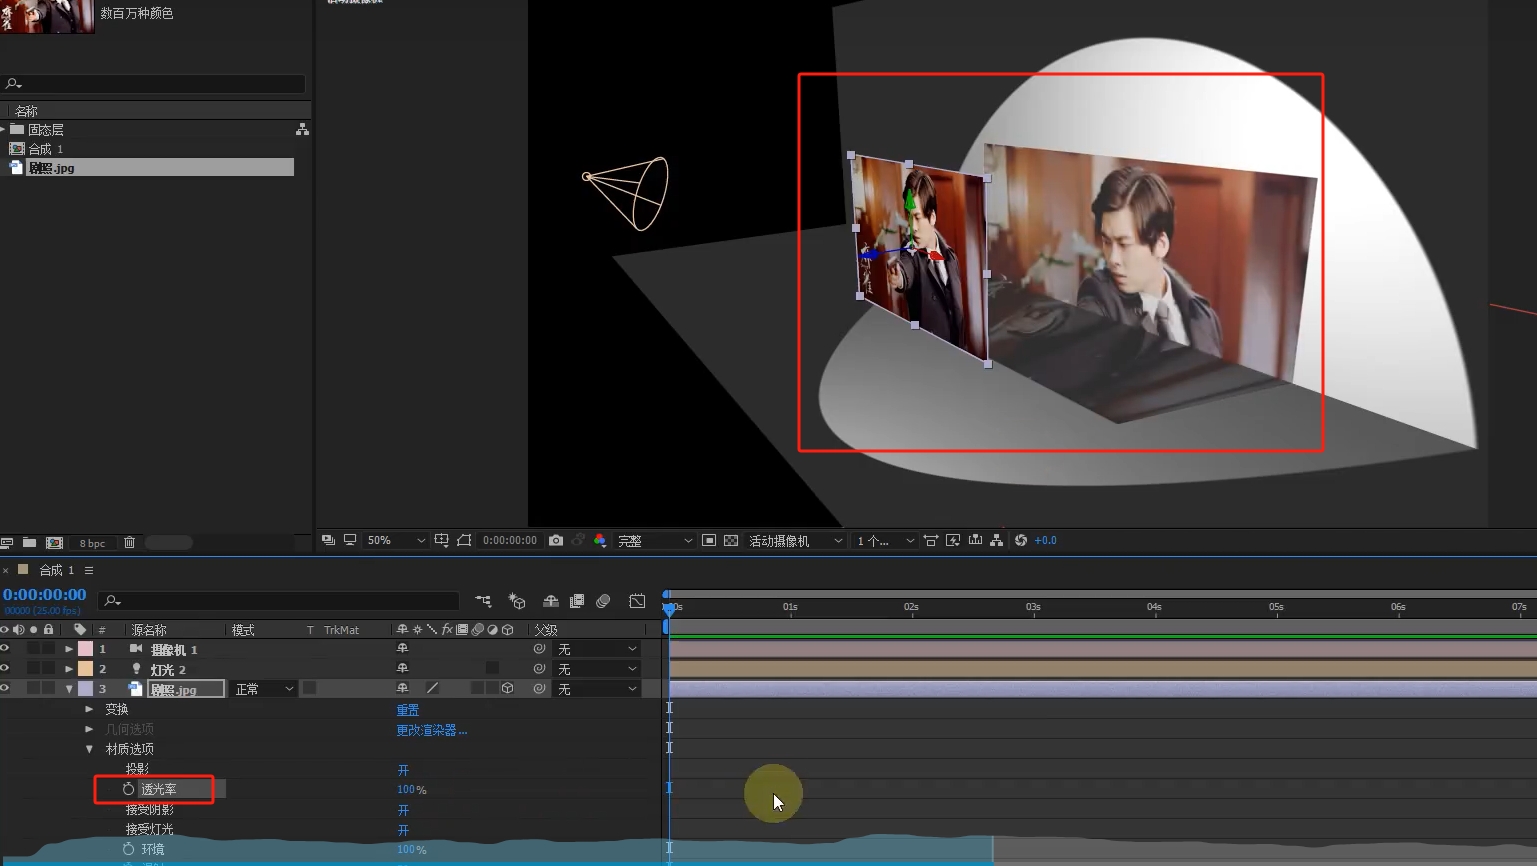 数百万种颜色
名称
固态层
合成 1
剧照.jpg
8 bpc
50%
0:00:00:00
完整
活动摄像机
1 个...
+0.0
合成 1
0:00:00:00
00000 (25.00 fps)
01s 02s 03s 04s 05s 06s 07s
# 源名称 模式 T TrkMat fx 父级
1 摄像机 1 无
2 灯光 2 无
3 剧照.jpg 正常 无
变换 重置
几何选项 更改渲染器...
材质选项
投影 开
透光率 100%
接受阴影 开
接受灯光 开
环境 100%